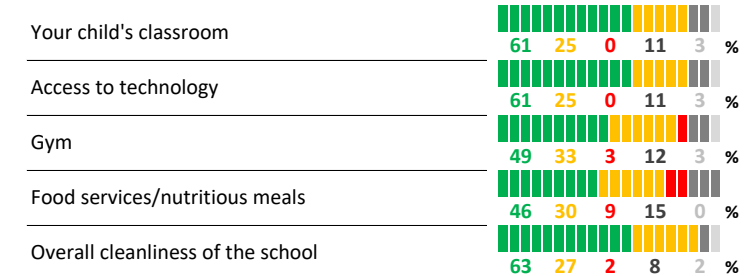 Your child's classroom
61 25 0 11 3 %
Access to technology
61 25 0 11 3 %
Gym
49 33 3 12 3 %
Food services/nutritious meals
46 30 9 15 0 %
Overall cleanliness of the school
63 27 2 8 2 %